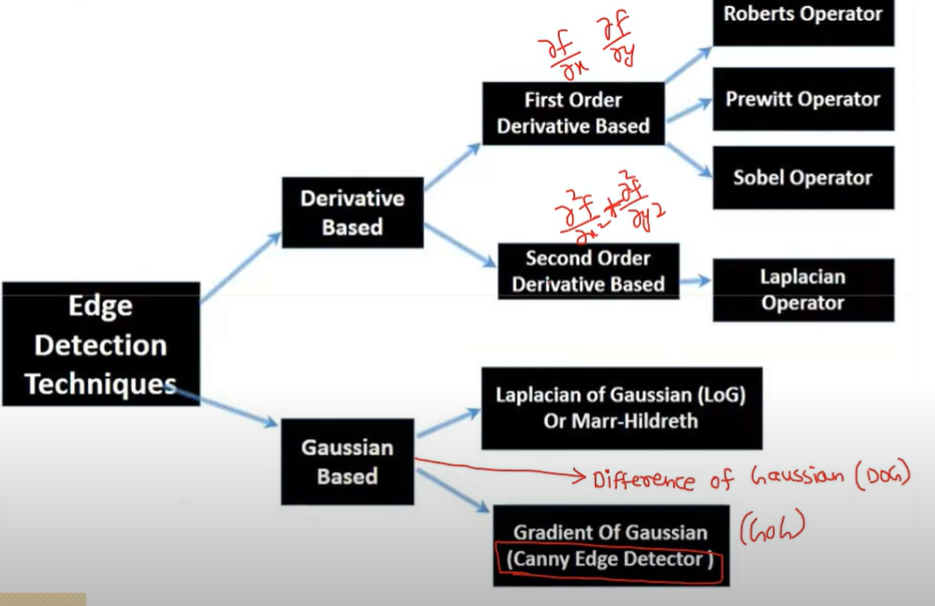 Roberts Operator
∂f/∂x ∂f/∂y
First Order
Derivative Based
Prewitt Operator
Sobel Operator
Derivative
Based
∂²f/∂x² + ∂²f/∂y²
Second Order
Derivative Based
Laplacian
Operator
Edge
Detection
Techniques
Laplacian of Gaussian (LoG)
Or Marr-Hildreth
Gaussian
Based
Difference of Gaussian (DOG)
Gradient Of Gaussian
(Canny Edge Detector )
(GOG)